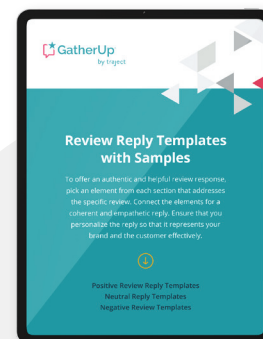 GatherUp
by traject
Review Reply Templates
with Samples
To offer an authentic and helpful review response,
pick an element from each section that addresses
the specific review. Connect the elements for a
coherent and empathetic reply. Ensure that you
personalize the reply so that it represents your
brand and the customer effectively.
Positive Review Reply Templates
Neutral Reply Templates
Negative Review Templates